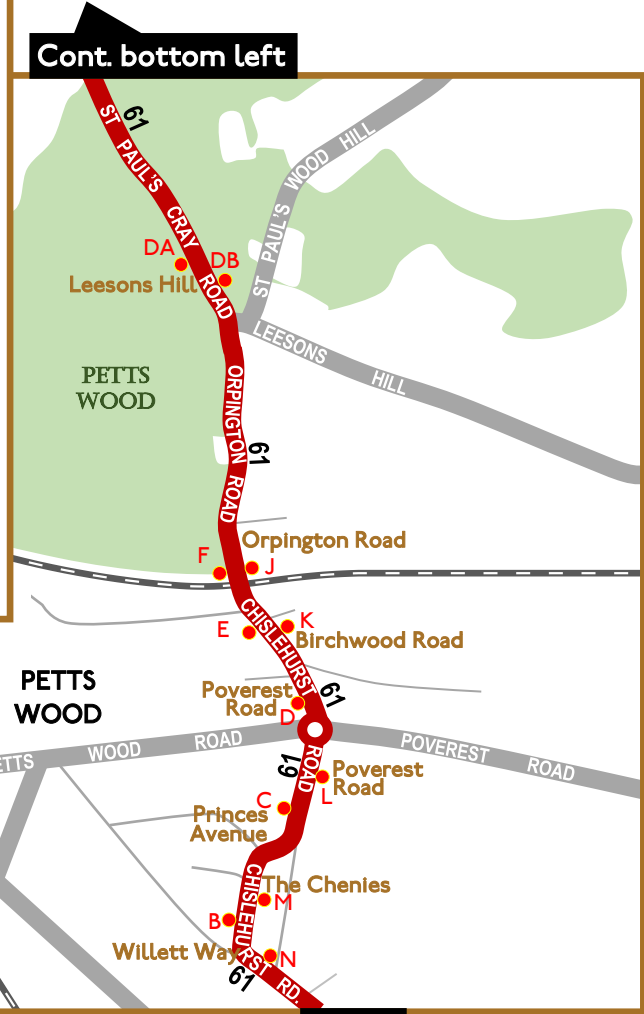 Cont. bottom left
61
ST PAUL'S CRAY ROAD
ST PAUL'S WOOD HILL
DA
DB
Leesons Hill
LEESONS HILL
PETTS
WOOD
ORPINGTON ROAD
61
Orpington Road
F
J
CHISLEHURST ROAD
K
E
Birchwood Road
PETTS
WOOD
61
Poverest
Road
D
ETTS WOOD ROAD
POVEREST ROAD
61
Poverest
Road
L
C
Princes
Avenue
The Chenies
M
B
CHISLEHURST RD.
Willett Way
N
61